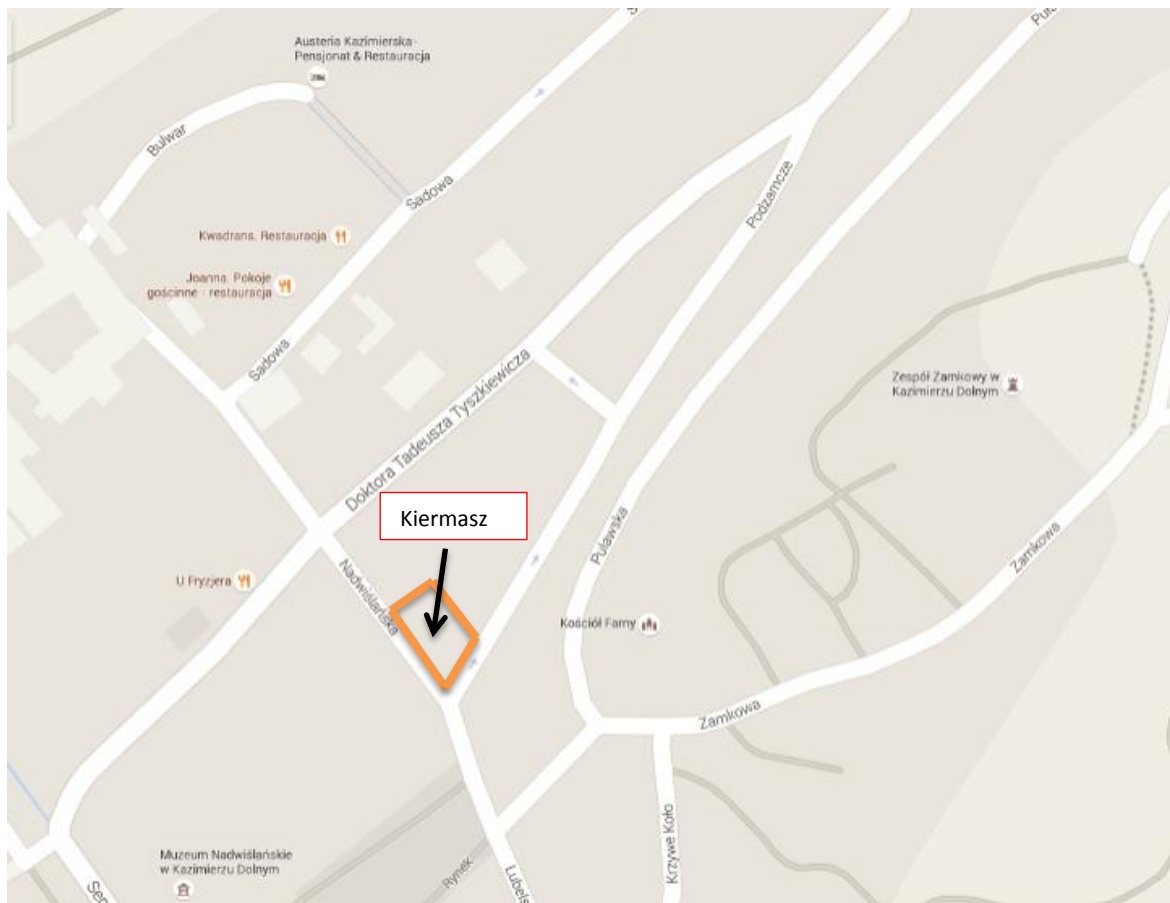 Austeria Kazimierska -
Pensjonat & Restauracja
Bulwar
Sadowa
Kwadrans. Restauracja
Joanna. Pokoje
gościnne - restauracja
Sadowa
Podzamcze
Doktora Tadeusza Tyszkiewicza
Zespół Zamkowy w
Kazimierzu Dolnym
Kiermasz
Puławska
Zamkowa
U Fryzjera
Nadwiślańska
Kościół Farny
Zamkowa
Krzywe Koło
Muzeum Nadwiślańskie
w Kazimierzu Dolnym
Rynek